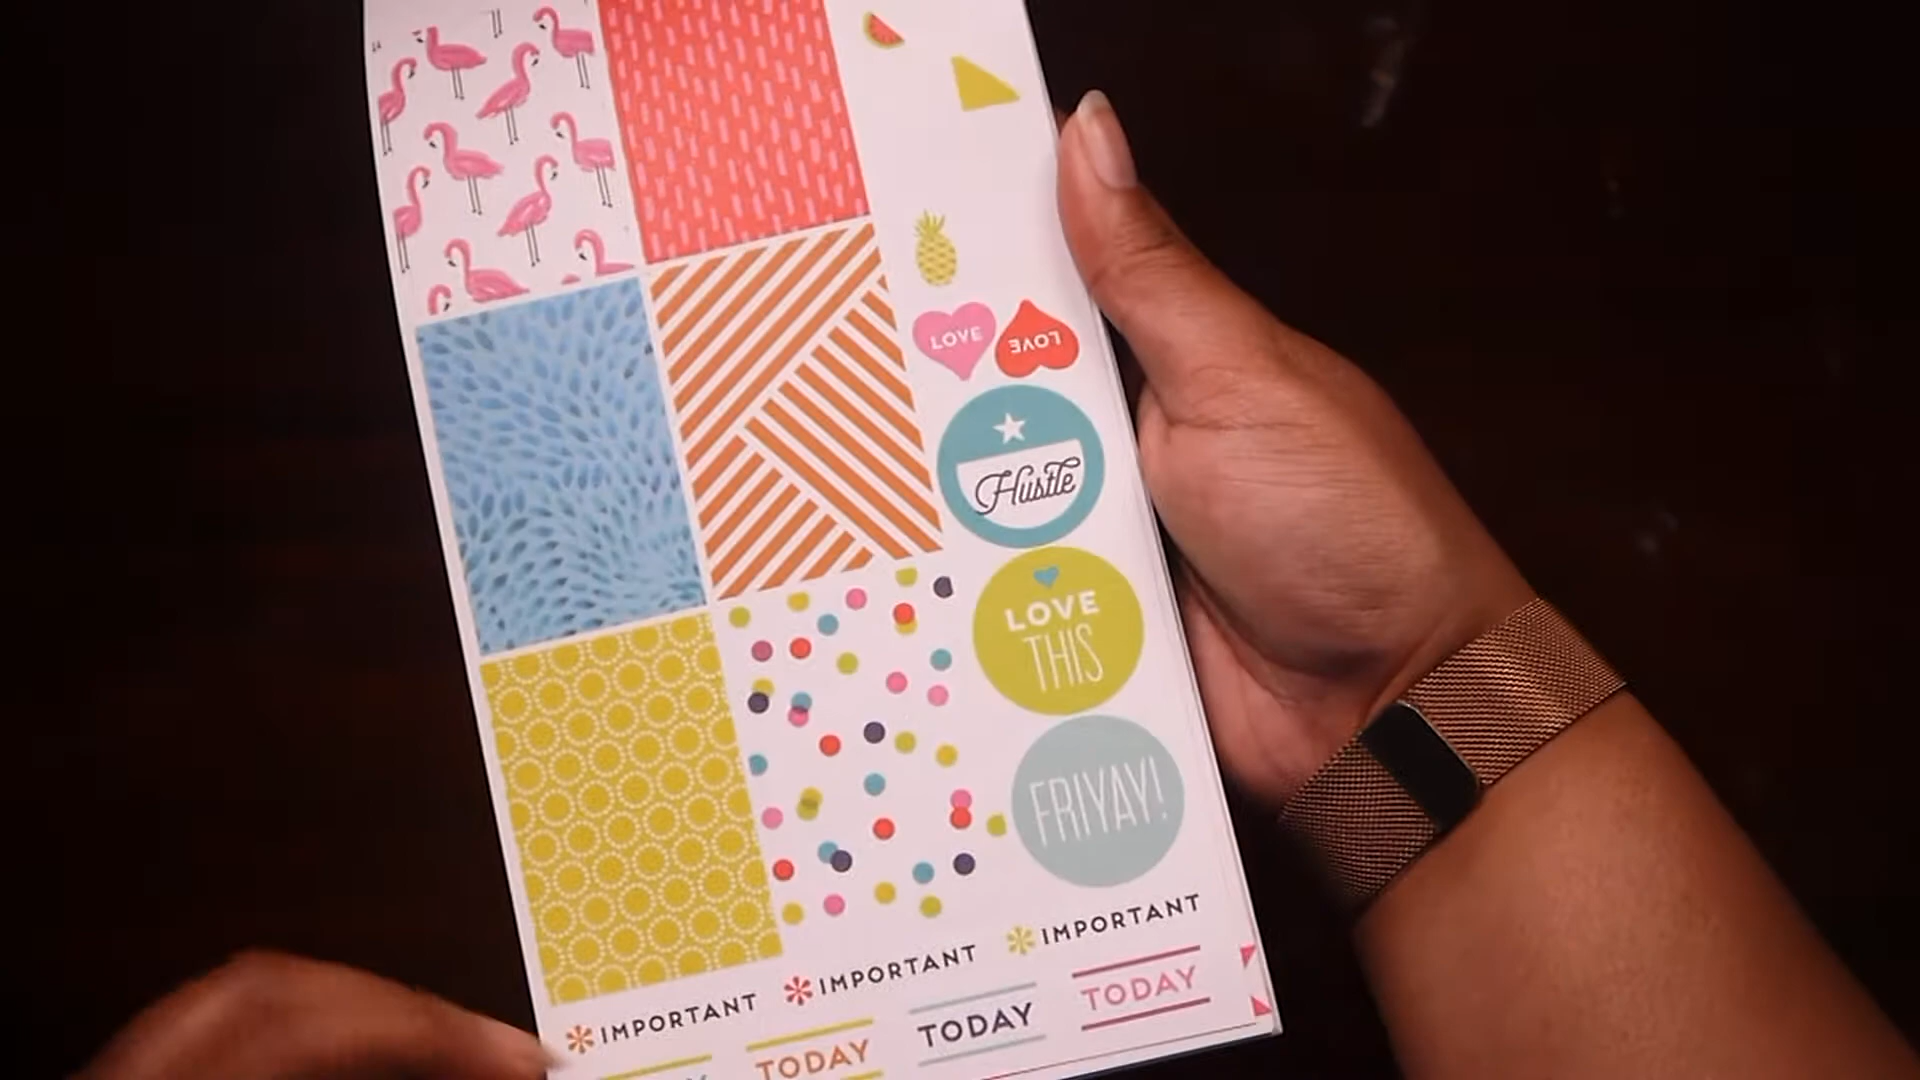 LOVE
LOVE
Hustle
LOVE
THIS
FRIYAY!
IMPORTANT
IMPORTANT
IMPORTANT
TODAY
TODAY
TODAY